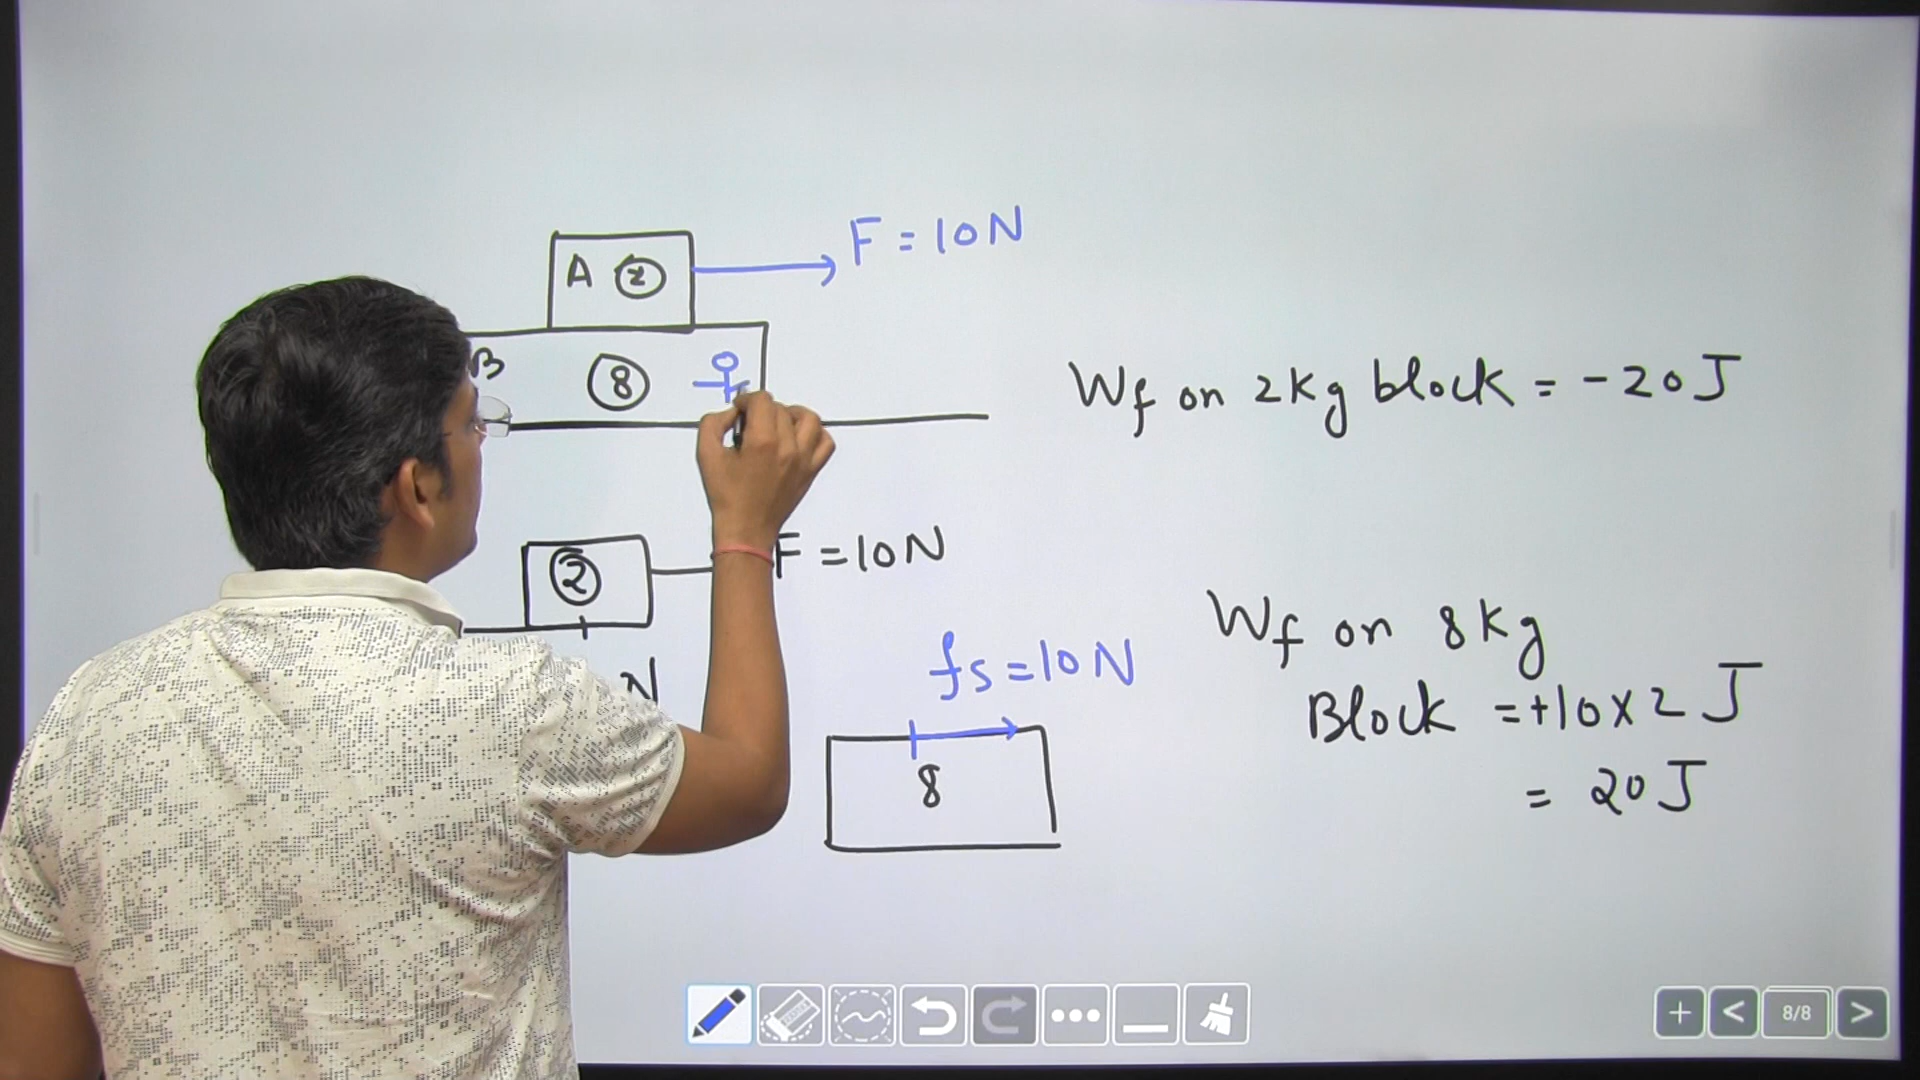 F = 10N
A 2
B 8
Wf on 2kg block = -20J
2 F = 10N
N
fs = 10N
8
Wf on 8kg
Block = +10x2 J
= 20J
8/8